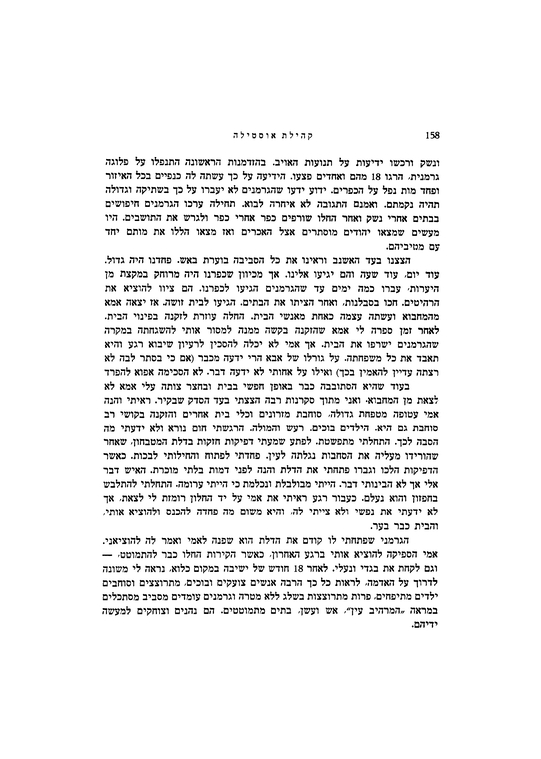 158
קהילת אוסטילה
ונשק ורכשו ידיעות על תנועות האויב. בהזדמנות הראשונה התנפלו על פלוגה
גרמנית, הרגו 18 מהם ואחדים פצעו. הידיעה על כך עשתה לה כנפיים בכל האיזור
ופחד מות נפל על הכפרים. ידוע ידעו שהגרמנים לא יעברו על כך בשתיקה וגדולה
תהיה נקמתם. ואמנם התגובה לא איחרה לבוא. תחילה ערכו הגרמנים חיפושים
בבתים אחרי נשק ואחר החלו שורפים כפר אחרי כפר ולגרש את התושבים. היו
מעשים שמצאו יהודים מוסתרים אצל האכרים ואז מצאו הללו את מותם יחד
עם מטיביהם.
הצצנו בעד האשנב וראינו את כל הסביבה בוערת באש. פחדנו היה גדול.
עוד יום, עוד שעה והם יגיעו אלינו. אך מכיוון שכפרנו היה מרוחק במקצת מן
היערות, עברו כמה ימים עד שהגרמנים הגיעו לכפרנו. הם ציוו להוציא את
הרהיטים, חכו בסבלנות, ואחר הציתו את הבתים. הגיעו לבית זושה. אז יצאה אמא
מהמחבוא ועשתה עצמה כאחת מאנשי הבית. החלה עוזרת לזקנה בפינוי הבית.
לאחר זמן ספרה לי אמא שהזקנה בקשה ממנה למסור אותי להשגחתה במקרה
שהגרמנים ישרפו את הבית. אך אמי לא יכלה להסכין לרעיון שיבוא רגע והיא
תאבד את כל משפחתה. על גורלו של אבא הרי ידעה מכבר (אם כי בסתר לבה לא
רצתה עדיין להאמין בכך) ואילו על אחותי לא ידעה דבר. לא הסכימה אפוא להפרד
בעוד שהיא הסתובבה כבר באופן חפשי בבית ובחצר צותה עלי אמא לא
לצאת מן המחבוא, ואני מתוך סקרנות רבה הצצתי בעד הסדק שבקיר. ראיתי והנה
אמי עטופה מטפחת גדולה, סוחבת מזרונים וכלי בית אחרים והזקנה בקושי רב
סוחבת גם היא. הילדים בוכים. רעש והמולה. הרגשתי חום נורא ולא ידעתי מה
הסבה לכך. התחלתי מתפשטת. לפתע שמעתי דפיקות חזקות בדלת המטבחון, שאחר
שהורידו מעליה את הסחבות נגלתה לעין. פחדתי לפתוח והחילותי לבכות. כאשר
הדפיקות הלכו וגברו פתחתי את הדלת והנה לפני דמות בלתי מוכרת. האיש דבר
אלי אך לא הבינותי דבר. הייתי מבולבלת ונכלמת כי הייתי ערומה. התחלתי להתלבש
בחפזון והוא נעלם. כעבור רגע ראיתי את אמי על יד החלון רומזת לי לצאת, אך
לא ידעתי את נפשי ולא צייתי לה, והיא משום מה פחדה להכנס ולהוציא אותי,
והבית כבר בער.
הגרמני שפתחתי לו קודם את הדלת הוא שפנה לאמי ואמר לה להוציאני.
אמי הספיקה להוציא אותי ברגע האחרון, כאשר הקירות החלו כבר להתמוטט, —
וגם לקחת את בגדי ונעלי. לאחר 18 חודש של ישיבה במקום כלוא, נראה לי משונה
לדרוך על האדמה, לראות כל כך הרבה אנשים צועקים ובוכים, מתרוצצים וסוחבים
ילדים מתיפחים, פרות מתרוצצות בשלג ללא מטרה וגרמנים עומדים מסביב מסתכלים
במראה „המרהיב עין", אש ועשן, בתים מתמוטטים. הם נהנים וצוחקים למעשה
ידיהם.